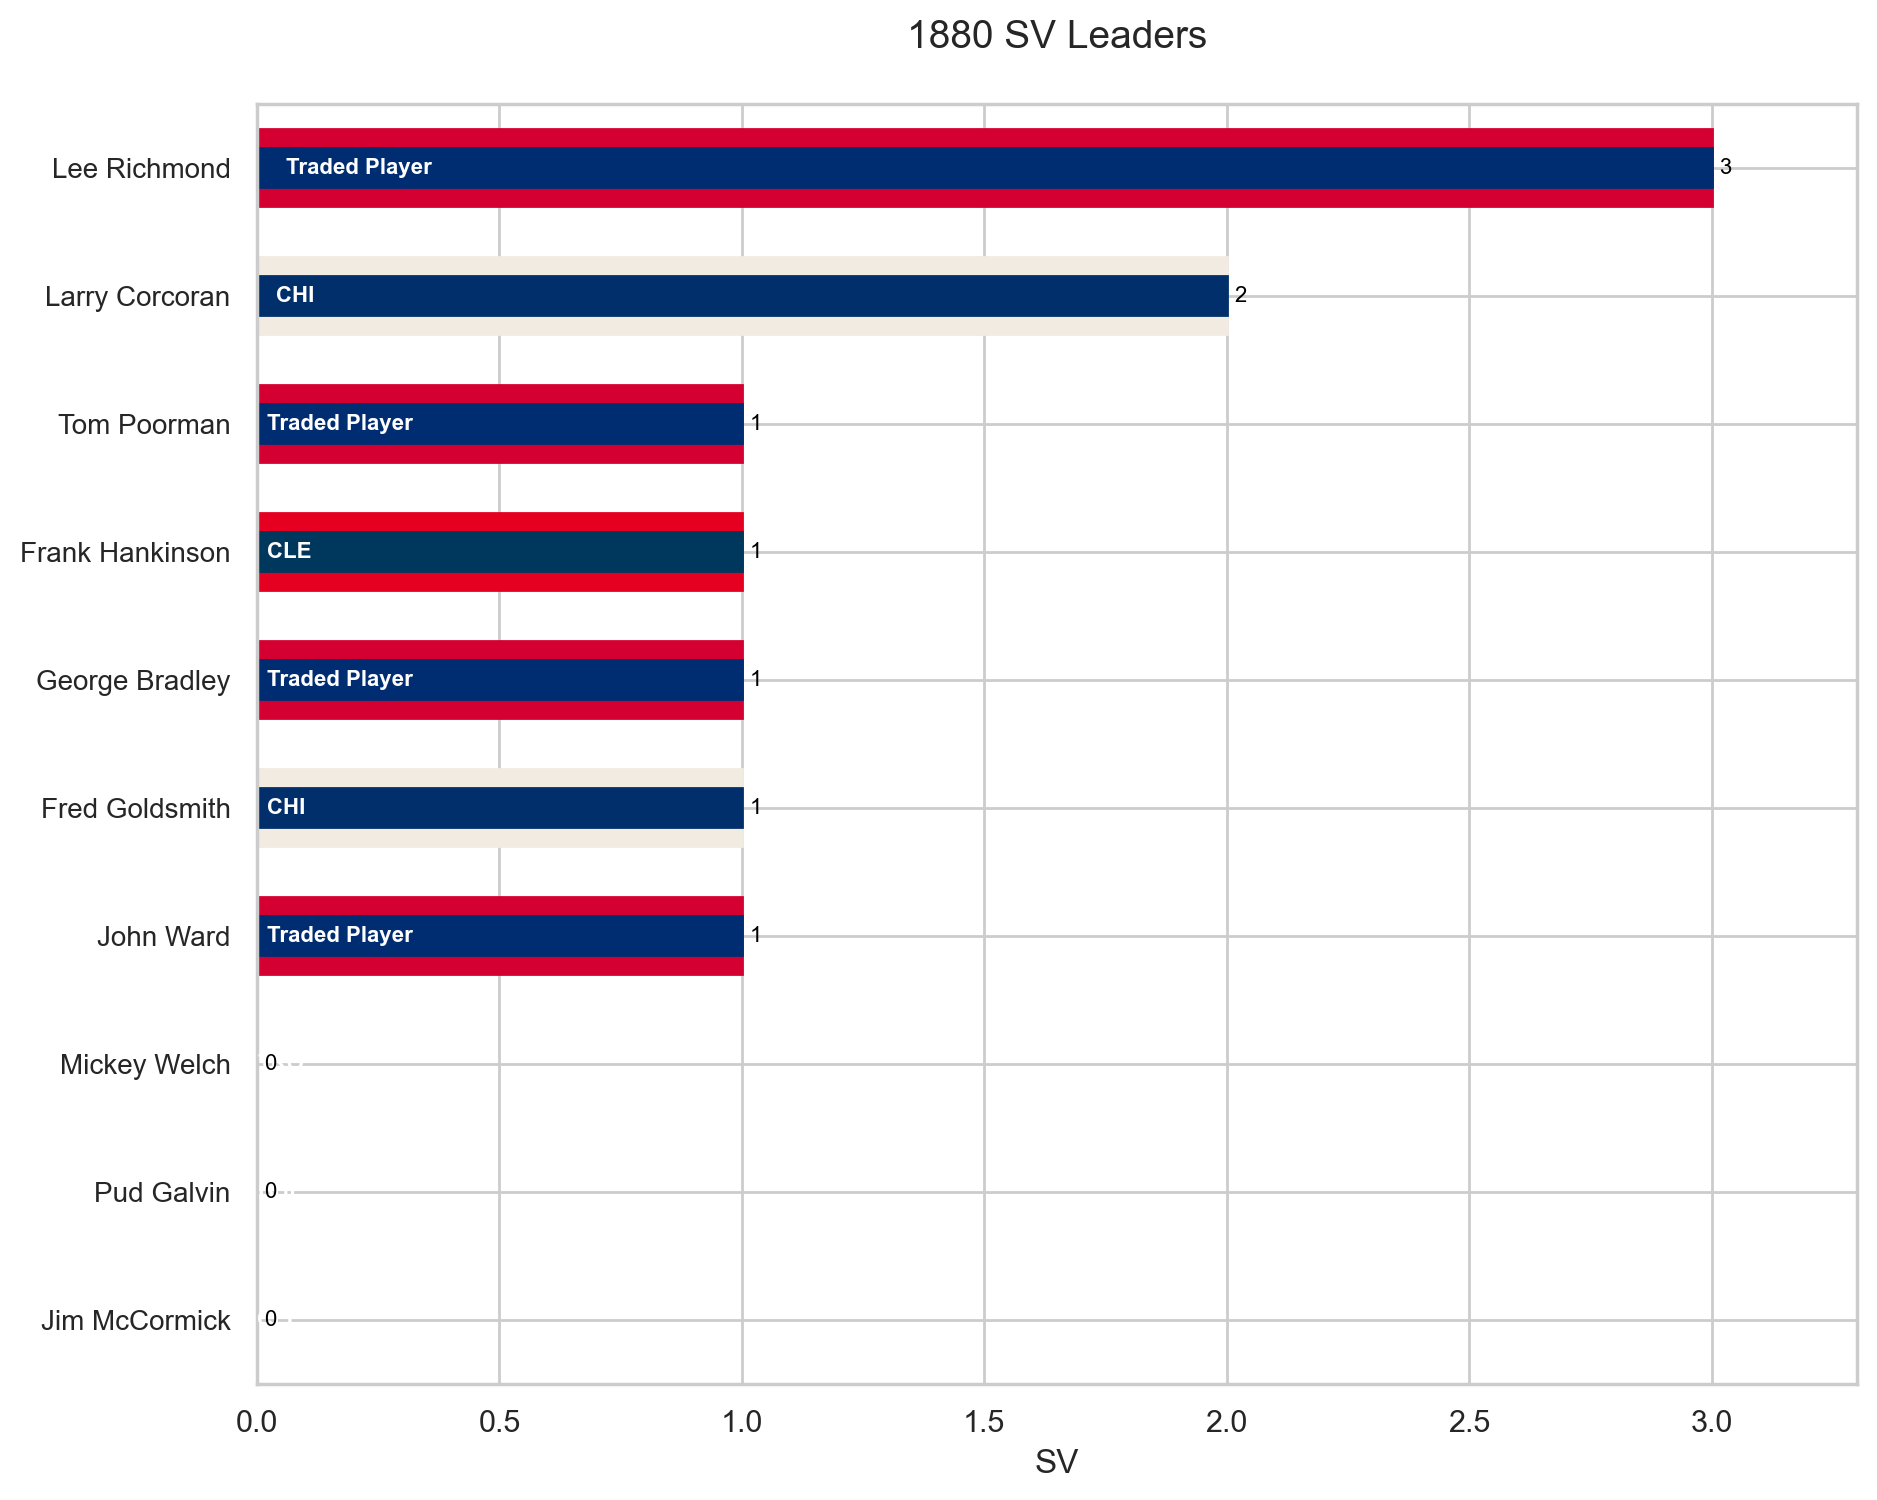 1880 SV Leaders
Lee Richmond
Traded Player
3
Larry Corcoran
CHI
2
Tom Poorman
Traded Player
1
Frank Hankinson
CLE
1
George Bradley
Traded Player
1
Fred Goldsmith
CHI
1
John Ward
Traded Player
1
Mickey Welch
0
Pud Galvin
0
Jim McCormick
0
0.0 0.5 1.0 1.5 2.0 2.5 3.0
SV